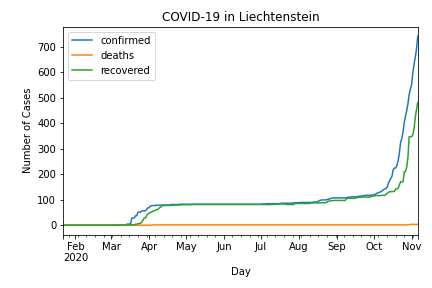 COVID-19 in Liechtenstein
confirmed
deaths
recovered
Number of Cases
700
600
500
400
300
200
100
0
Feb Mar Apr May Jun Jul Aug Sep Oct Nov
2020
Day